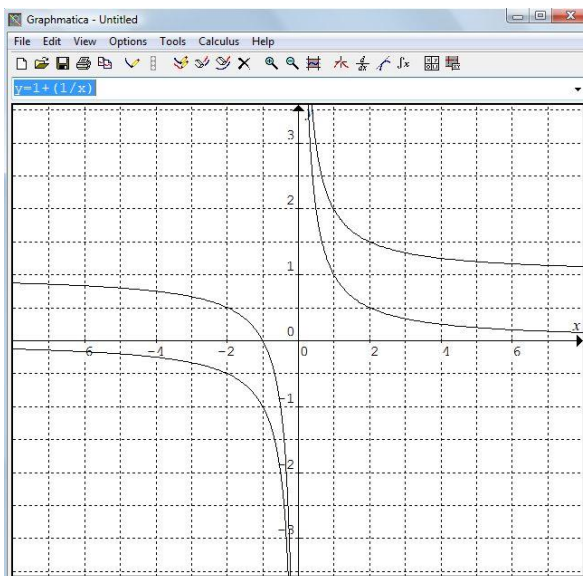 Graphmatica - Untitled
File Edit View Options Tools Calculus Help
y=1+(1/x)
y
3
2
1
0
x
-6 -4 -2 0 2 4 6
-1
-2
-3